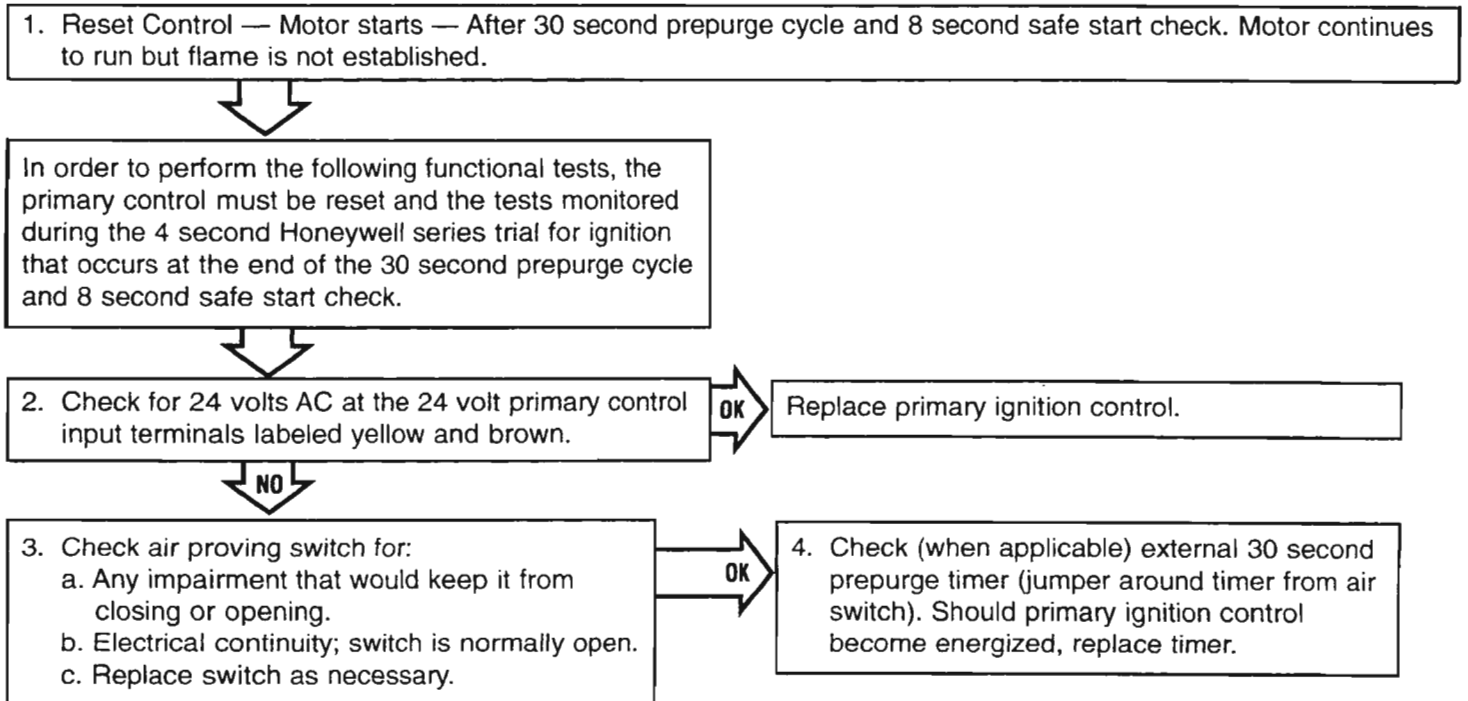 1. Reset Control — Motor starts — After 30 second prepurge cycle and 8 second safe start check. Motor continues
to run but flame is not established.
In order to perform the following functional tests, the
primary control must be reset and the tests monitored
during the 4 second Honeywell series trial for ignition
that occurs at the end of the 30 second prepurge cycle
and 8 second safe start check.
2. Check for 24 volts AC at the 24 volt primary control
input terminals labeled yellow and brown.
OK
Replace primary ignition control.
NO
3. Check air proving switch for:
a. Any impairment that would keep it from
closing or opening.
b. Electrical continuity; switch is normally open.
c. Replace switch as necessary.
OK
4. Check (when applicable) external 30 second
prepurge timer (jumper around timer from air
switch). Should primary ignition control
become energized, replace timer.